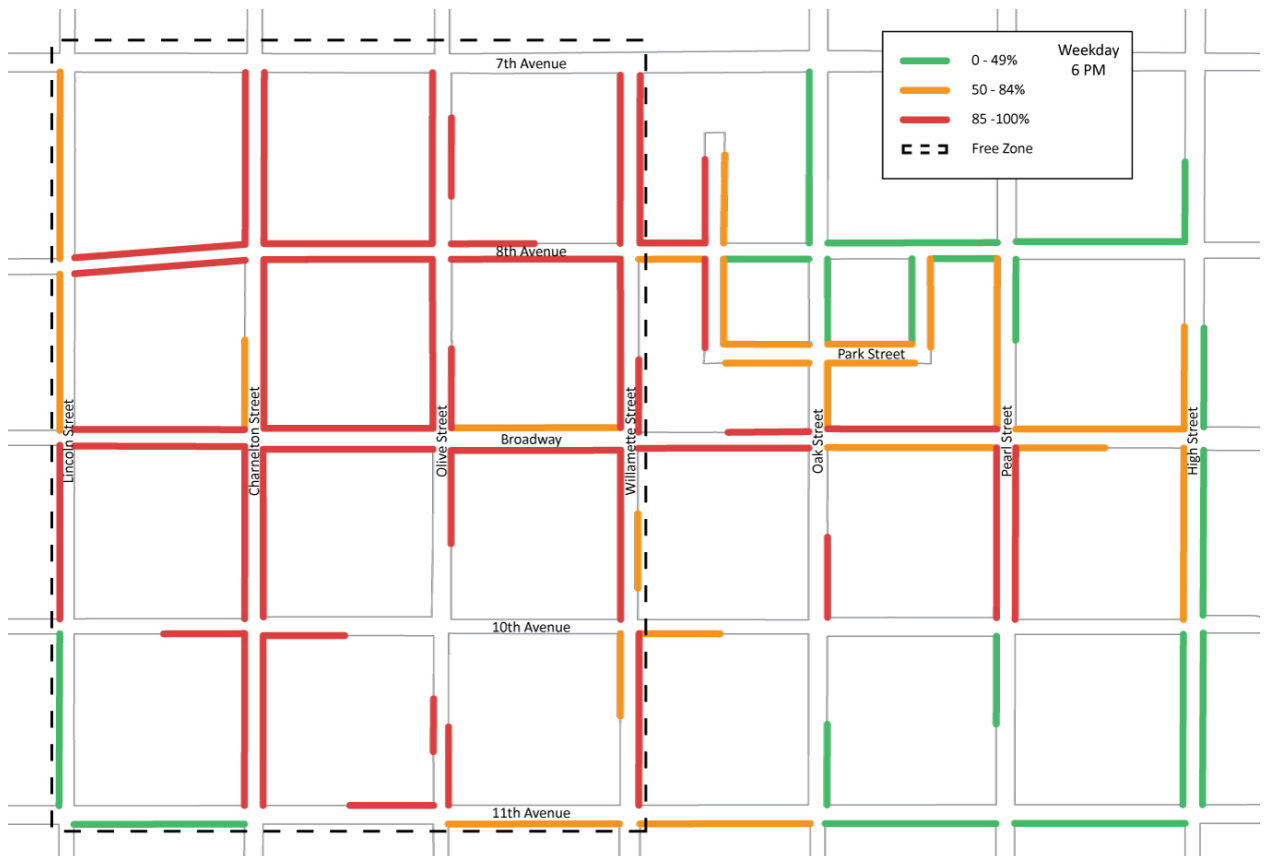 Weekday
6 PM
0 - 49%
50 - 84%
85 -100%
Free Zone
7th Avenue
8th Avenue
Park Street
Lincoln Street
Charnelton Street
Olive Street
Willamette Street
Oak Street
Pearl Street
High Street
Broadway
10th Avenue
11th Avenue